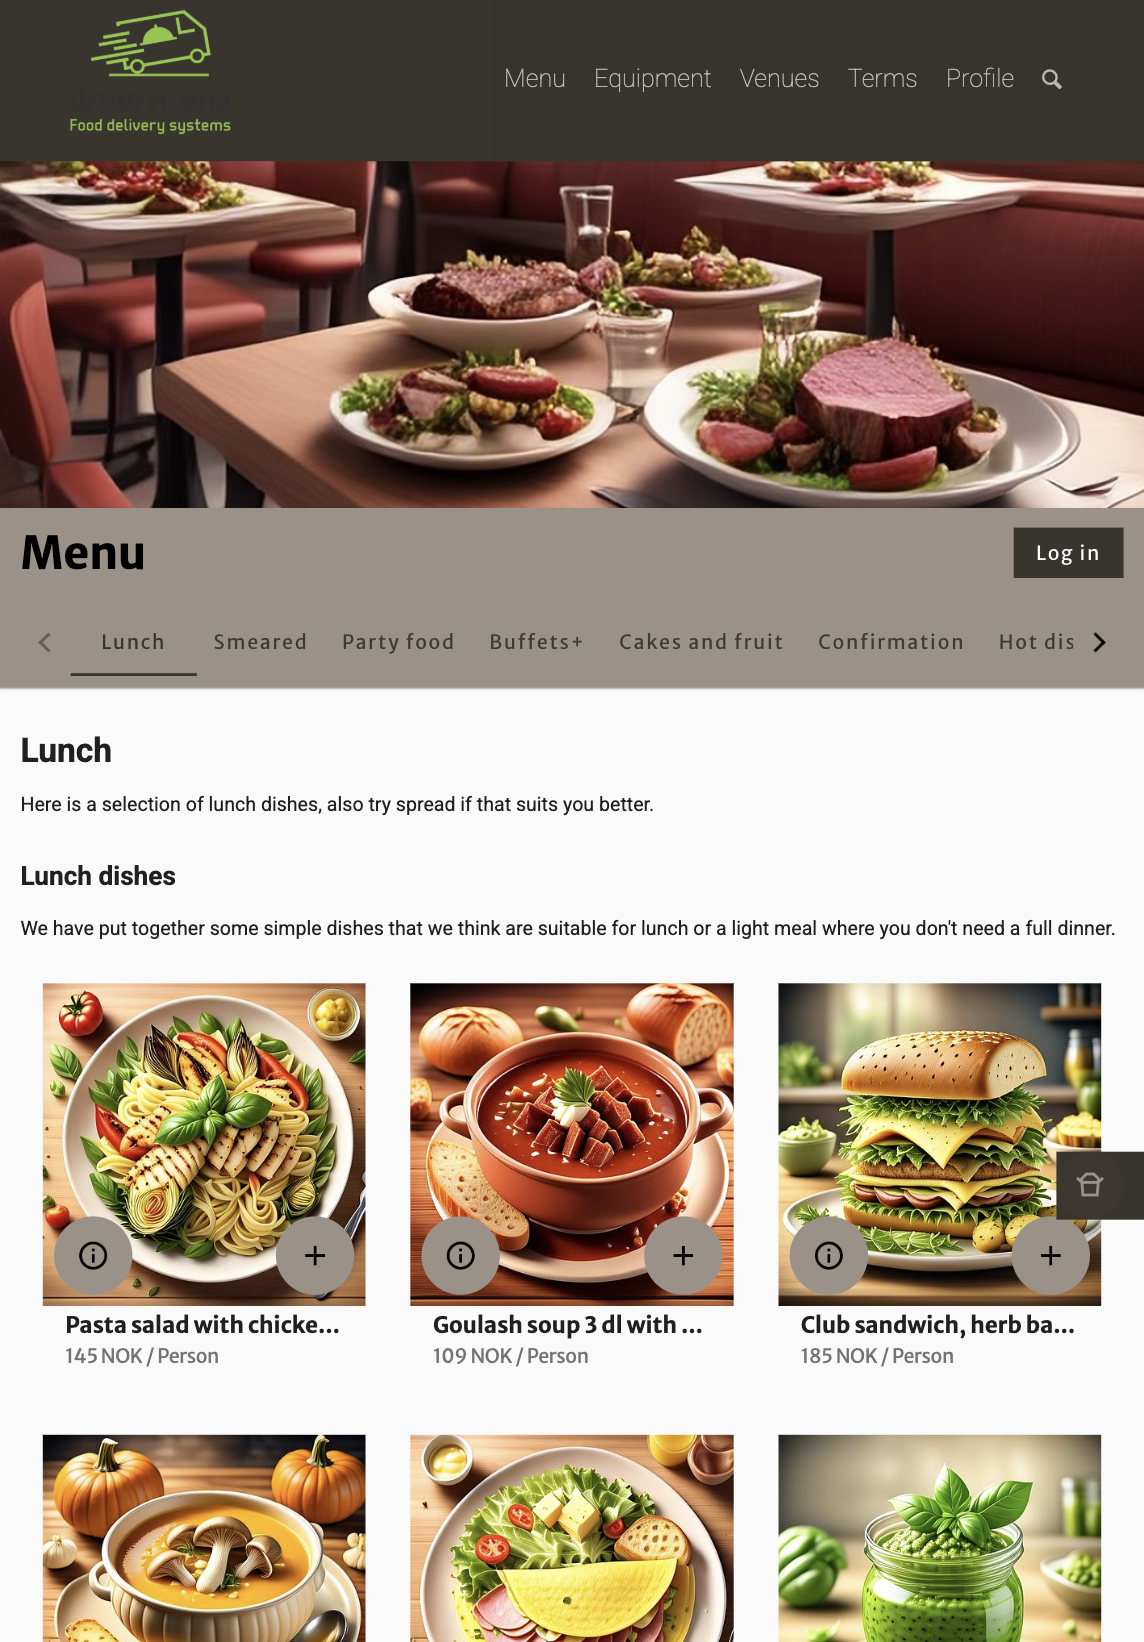 OrderArena
Food delivery systems
Menu Equipment Venues Terms Profile
Menu
Log in
Lunch Smeared Party food Buffets+ Cakes and fruit Confirmation Hot dis
Lunch
Here is a selection of lunch dishes, also try spread if that suits you better.
Lunch dishes
We have put together some simple dishes that we think are suitable for lunch or a light meal where you don't need a full dinner.
Pasta salad with chicke...
145 NOK / Person
Goulash soup 3 dl with ...
109 NOK / Person
Club sandwich, herb ba...
185 NOK / Person